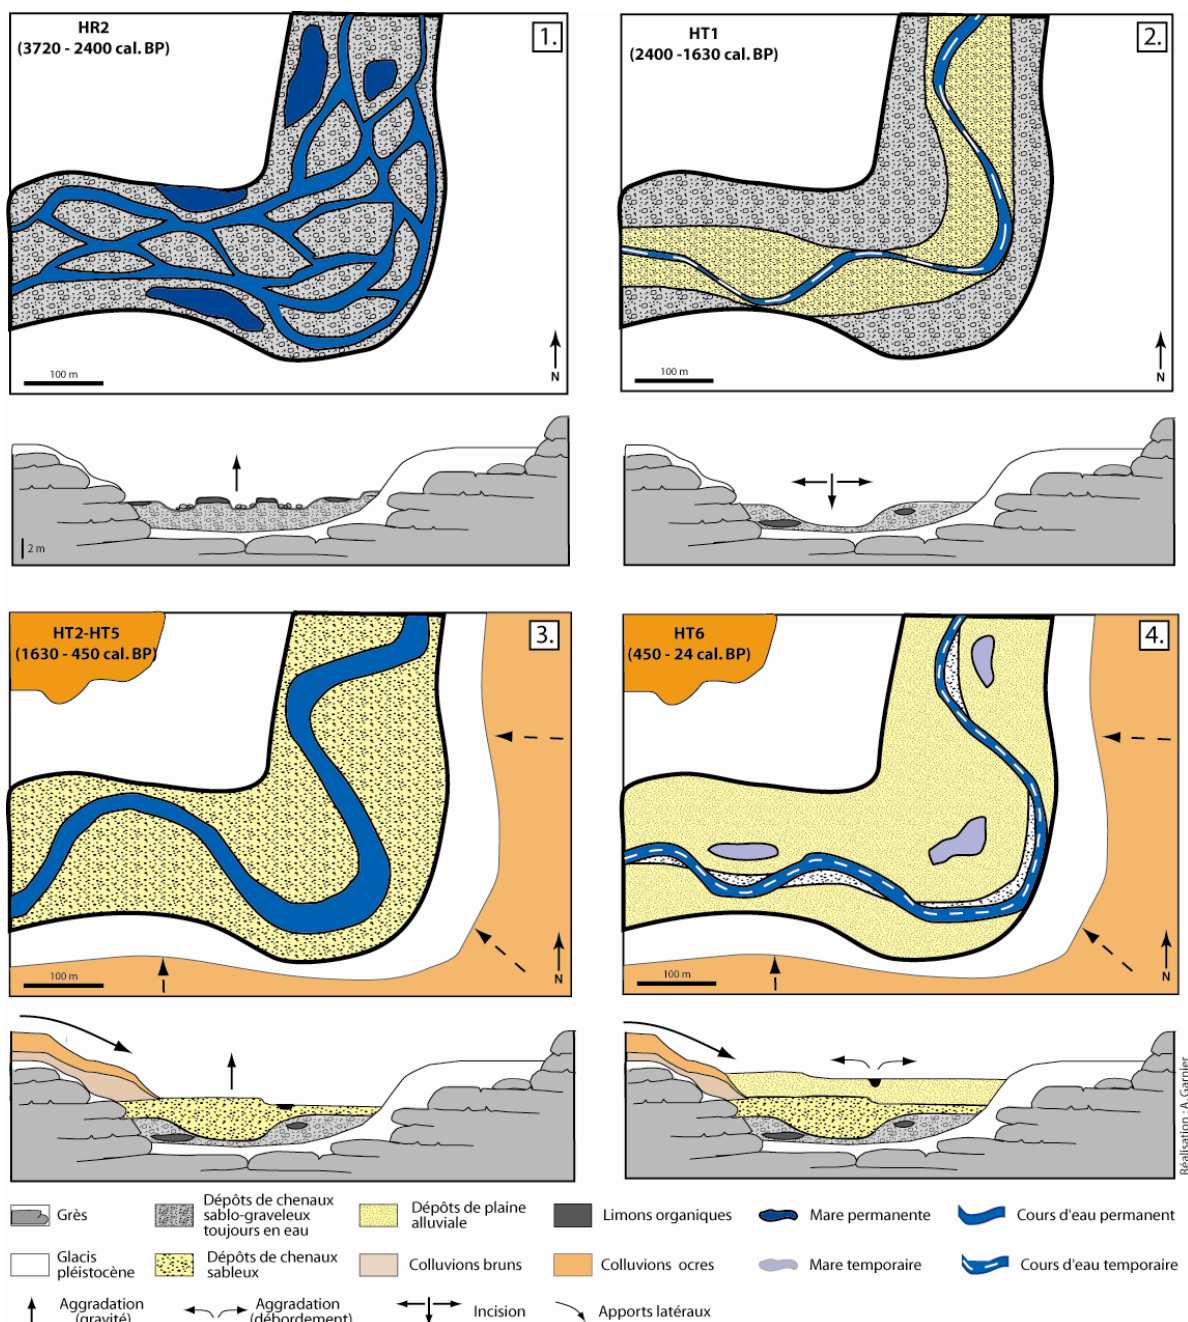 HR2
(3720 - 2400 cal. BP)
1.
100 m
N
2 m
HT1
(2400 -1630 cal. BP)
2.
100 m
N
HT2-HT5
(1630 - 450 cal. BP)
3.
100 m
N
HT6
(450 - 24 cal. BP)
4.
100 m
N
Réalisation : A. Garnier
Grès
Dépôts de chenaux
sablo-graveleux
toujours en eau
Dépôts de plaine
alluviale
Limons organiques
Mare permanente
Cours d'eau permanent
Glacis
pléistocène
Dépôts de chenaux
sableux
Colluvions bruns
Colluvions ocres
Mare temporaire
Cours d'eau temporaire
Aggradation
(gravité)
Aggradation
(débordement)
Incision
Apports latéraux